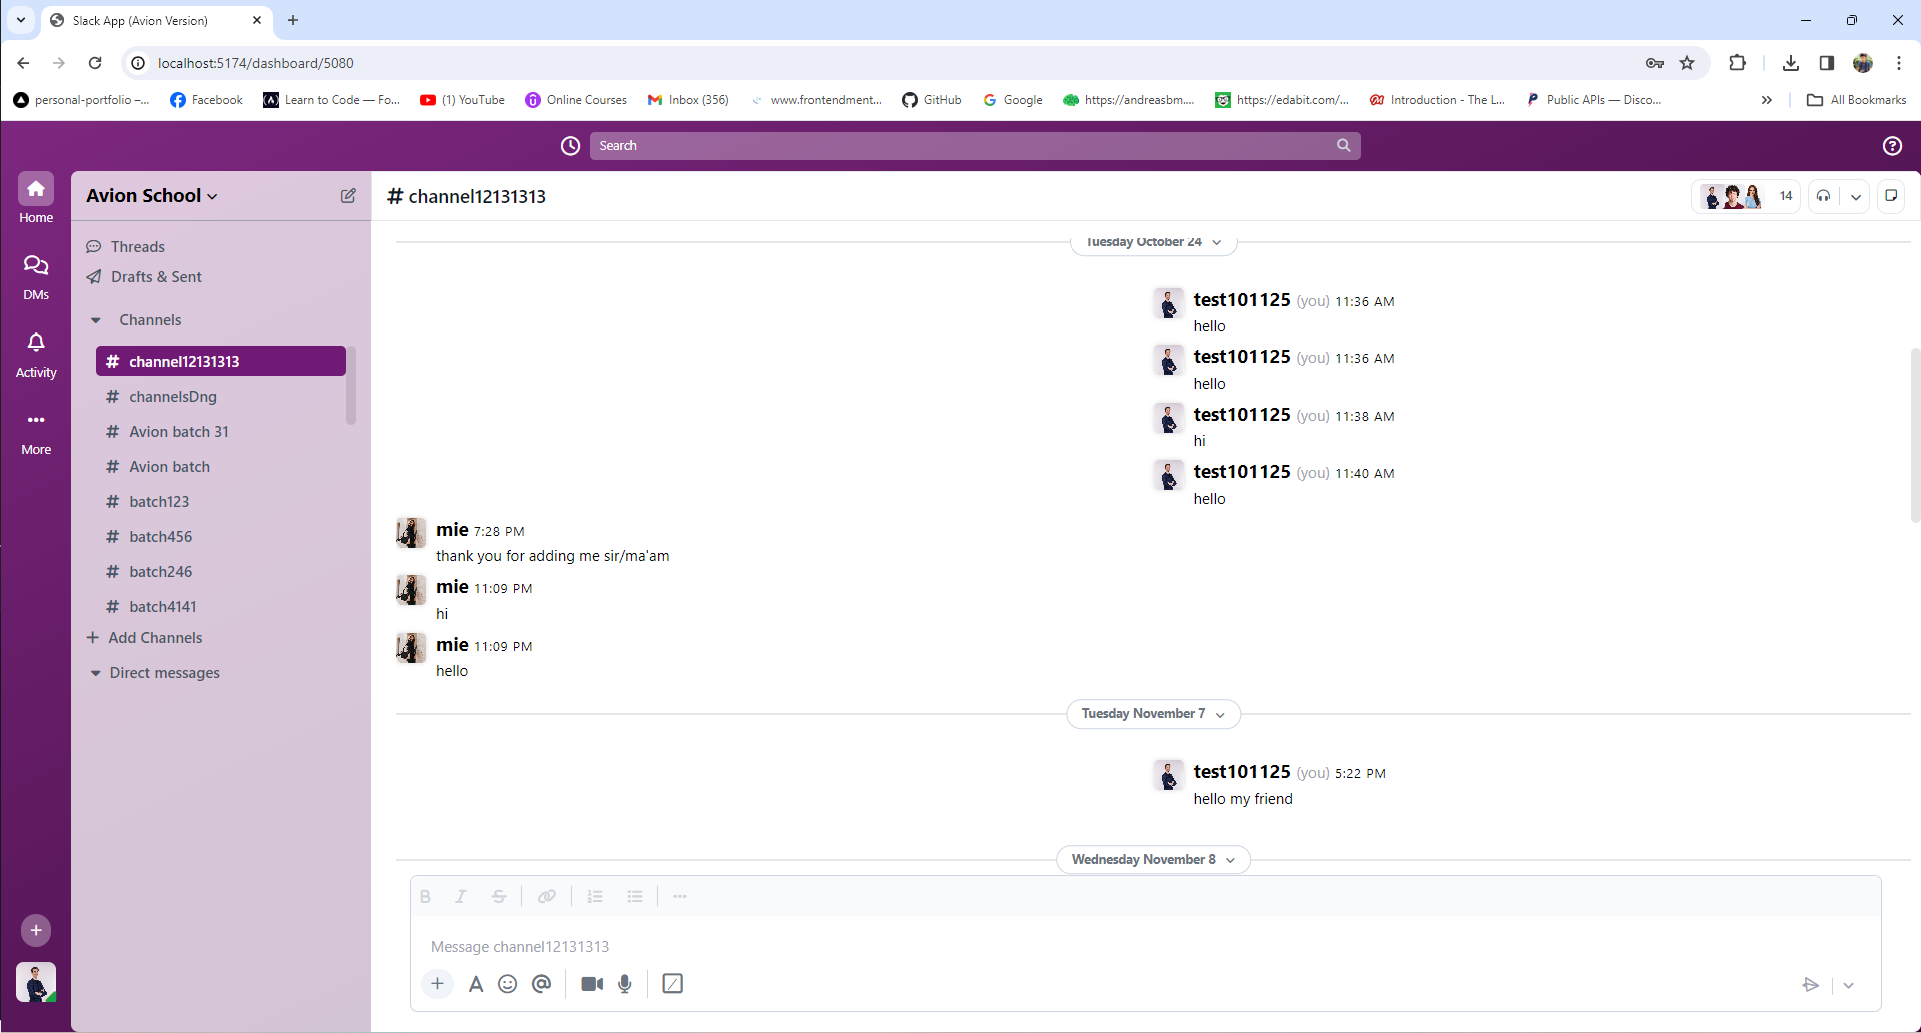 Slack App (Avion Version)
localhost:5174/dashboard/5080
personal-portfolio –...
Facebook
Learn to Code — Fo...
(1) YouTube
Online Courses
Inbox (356)
www.frontendment...
GitHub
Google
https://andreasbm....
https://edabit.com/...
Introduction - The L...
Public APIs — Disco...
All Bookmarks
Search
Home
DMs
Activity
More
Avion School
Threads
Drafts & Sent
Channels
# channel12131313
# channelsDng
# Avion batch 31
# Avion batch
# batch123
# batch456
# batch246
# batch4141
+ Add Channels
Direct messages
# channel12131313
14
Tuesday October 24
test101125 (you) 11:36 AM
hello
test101125 (you) 11:36 AM
hello
test101125 (you) 11:38 AM
hi
test101125 (you) 11:40 AM
hello
mie 7:28 PM
thank you for adding me sir/ma'am
mie 11:09 PM
hi
mie 11:09 PM
hello
Tuesday November 7
test101125 (you) 5:22 PM
hello my friend
Wednesday November 8
Message channel12131313